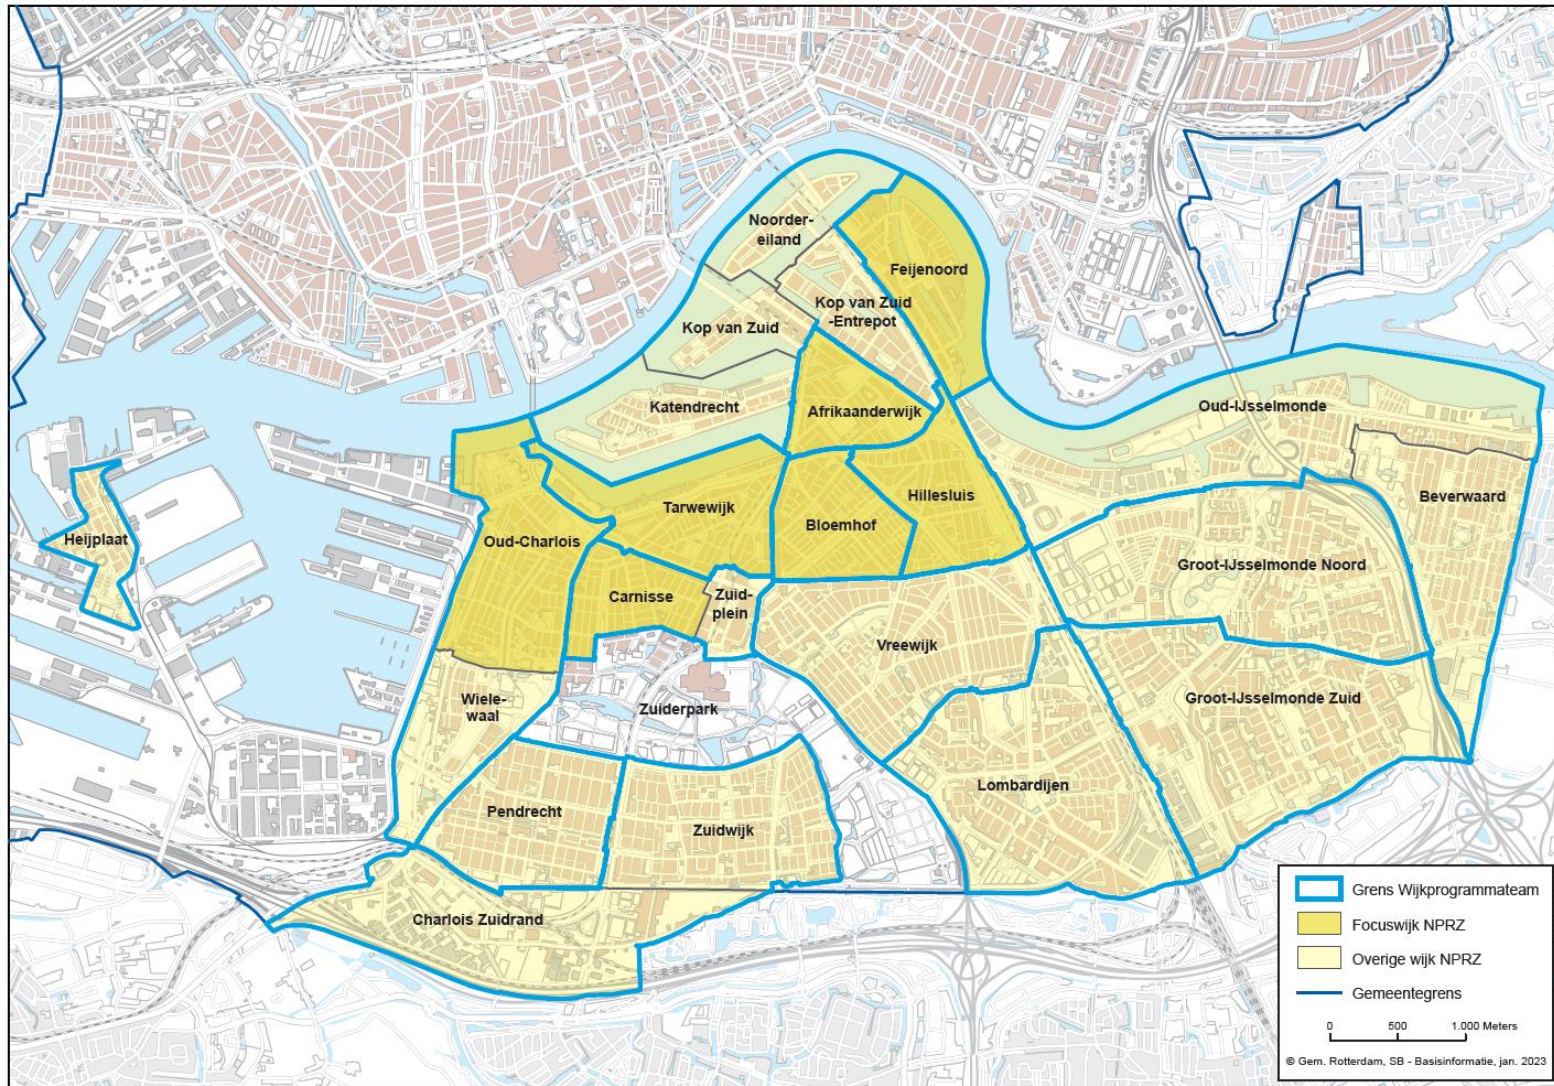 Noorder-
eiland
Feijenoord
Kop van Zuid
-Entrepot
Kop van Zuid
Katendrecht
Afrikaanderwijk
Oud-IJsselmonde
Beverwaard
Hillesluis
Tarwewijk
Bloemhof
Oud-Charlois
Heijplaat
Groot-IJsselmonde Noord
Carnisse
Zuid-
plein
Vreewijk
Groot-IJsselmonde Zuid
Wiele-
waal
Zuiderpark
Lombardijen
Pendrecht
Zuidwijk
Charlois Zuidrand
Grens Wijkprogrammateam
Focuswijk NPRZ
Overige wijk NPRZ
Gemeentegrens
0 500 1.000 Meters
© Gem. Rotterdam, SB - Basisinformatie, jan. 2023